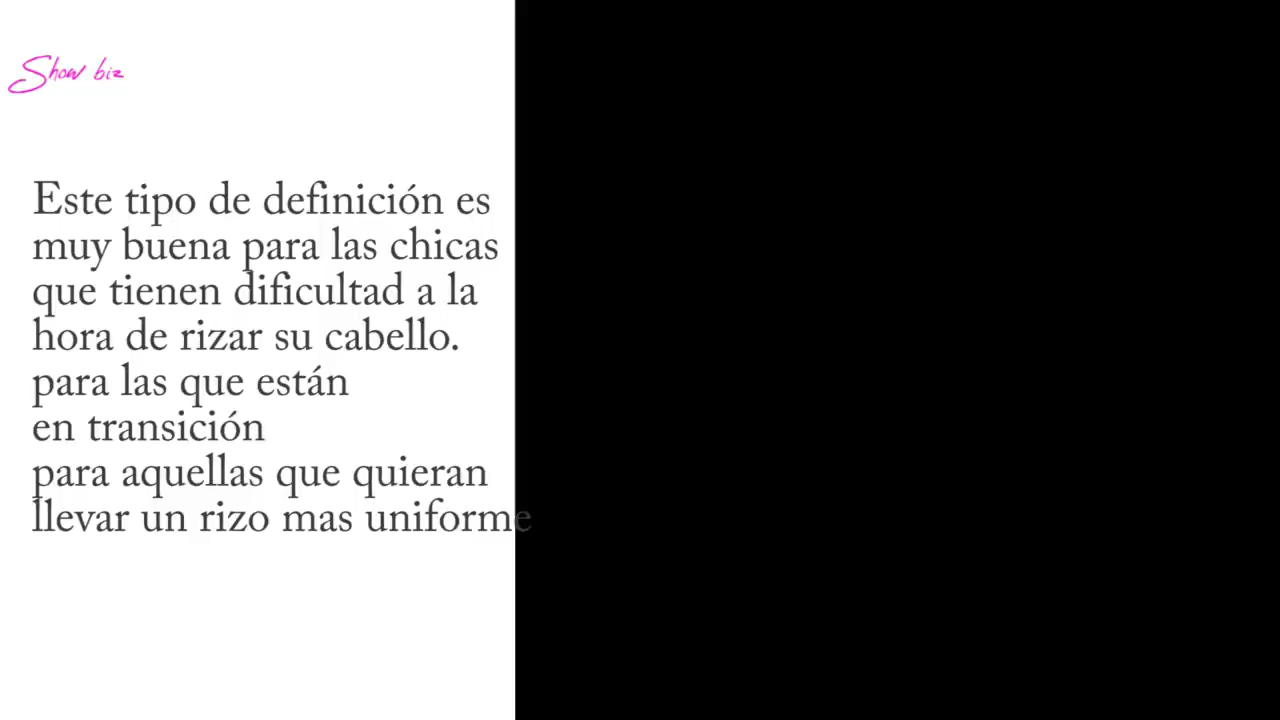 Show biz
Este tipo de definición es
muy buena para las chicas
que tienen dificultad a la
hora de rizar su cabello.
para las que están
en transición
para aquellas que quieran
llevar un rizo mas uniforme